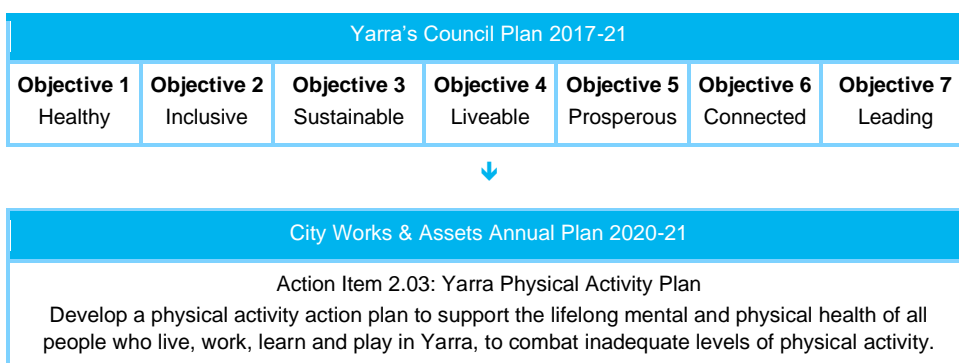 Yarra's Council Plan 2017-21
Objective 1 Objective 2 Objective 3 Objective 4 Objective 5 Objective 6 Objective 7
Healthy Inclusive Sustainable Liveable Prosperous Connected Leading
City Works & Assets Annual Plan 2020-21
Action Item 2.03: Yarra Physical Activity Plan
Develop a physical activity action plan to support the lifelong mental and physical health of all
people who live, work, learn and play in Yarra, to combat inadequate levels of physical activity.